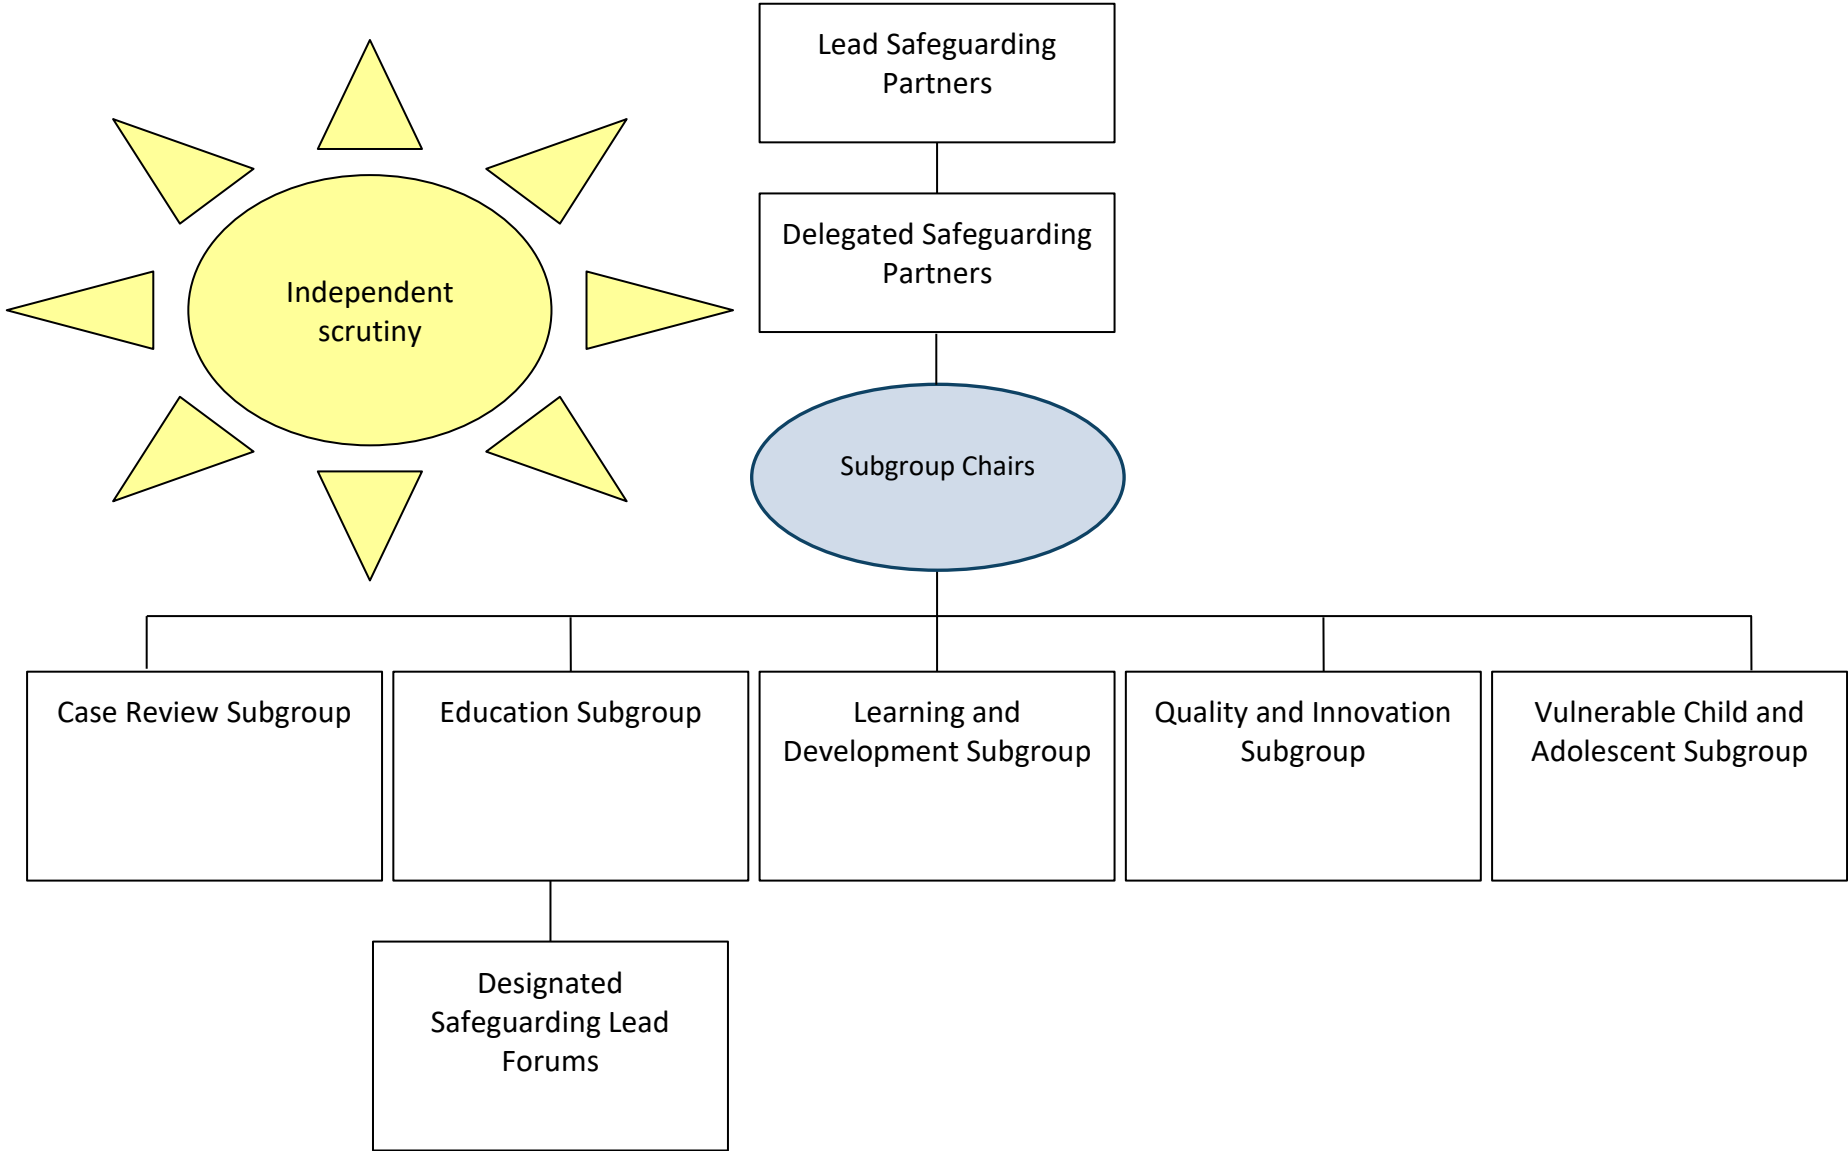 Lead Safeguarding
Partners
Delegated Safeguarding
Partners
Independent
scrutiny
Subgroup Chairs
Case Review Subgroup
Education Subgroup
Learning and
Development Subgroup
Quality and Innovation
Subgroup
Vulnerable Child and
Adolescent Subgroup
Designated
Safeguarding Lead
Forums